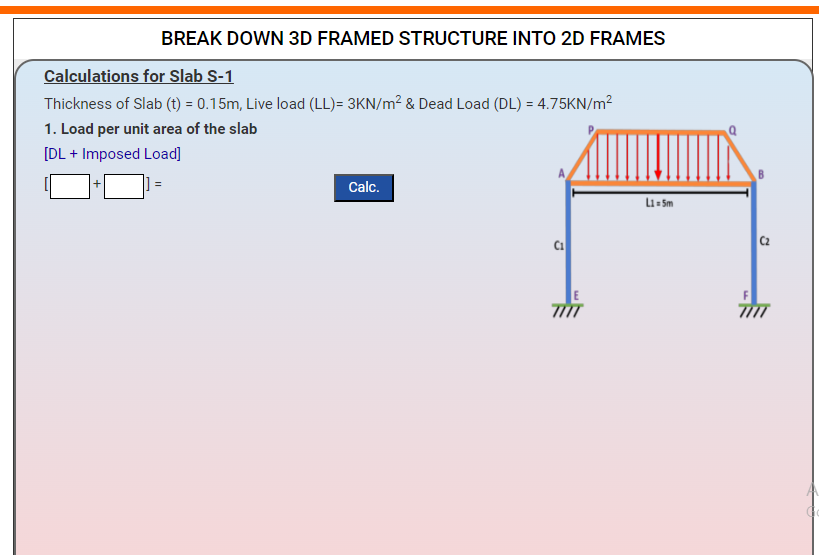 BREAK DOWN 3D FRAMED STRUCTURE INTO 2D FRAMES
Calculations for Slab S-1
Thickness of Slab (t) = 0.15m, Live load (LL)= 3KN/m² & Dead Load (DL) = 4.75KN/m²
1. Load per unit area of the slab
[DL + Imposed Load]
[ + ] =
Calc.
P
Q
A
B
L1 = 5m
C1
C2
E
F